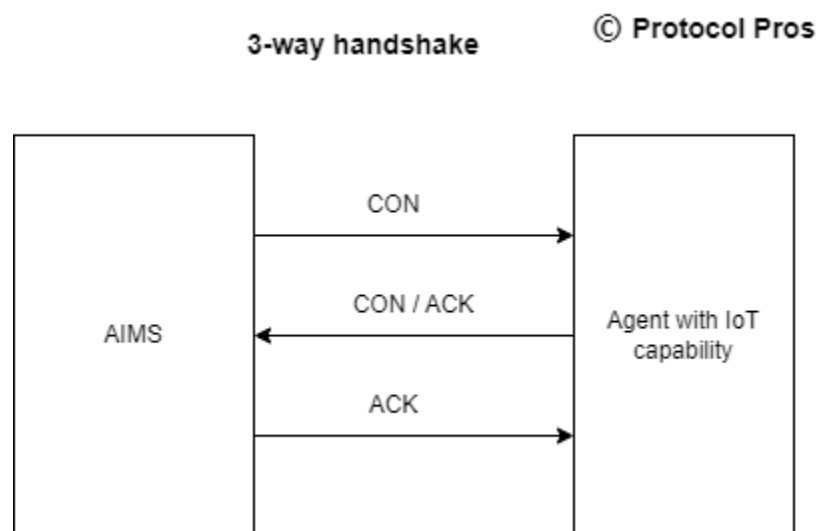 3-way handshake
© Protocol Pros
CON
CON / ACK
AIMS
Agent with IoT
capability
ACK